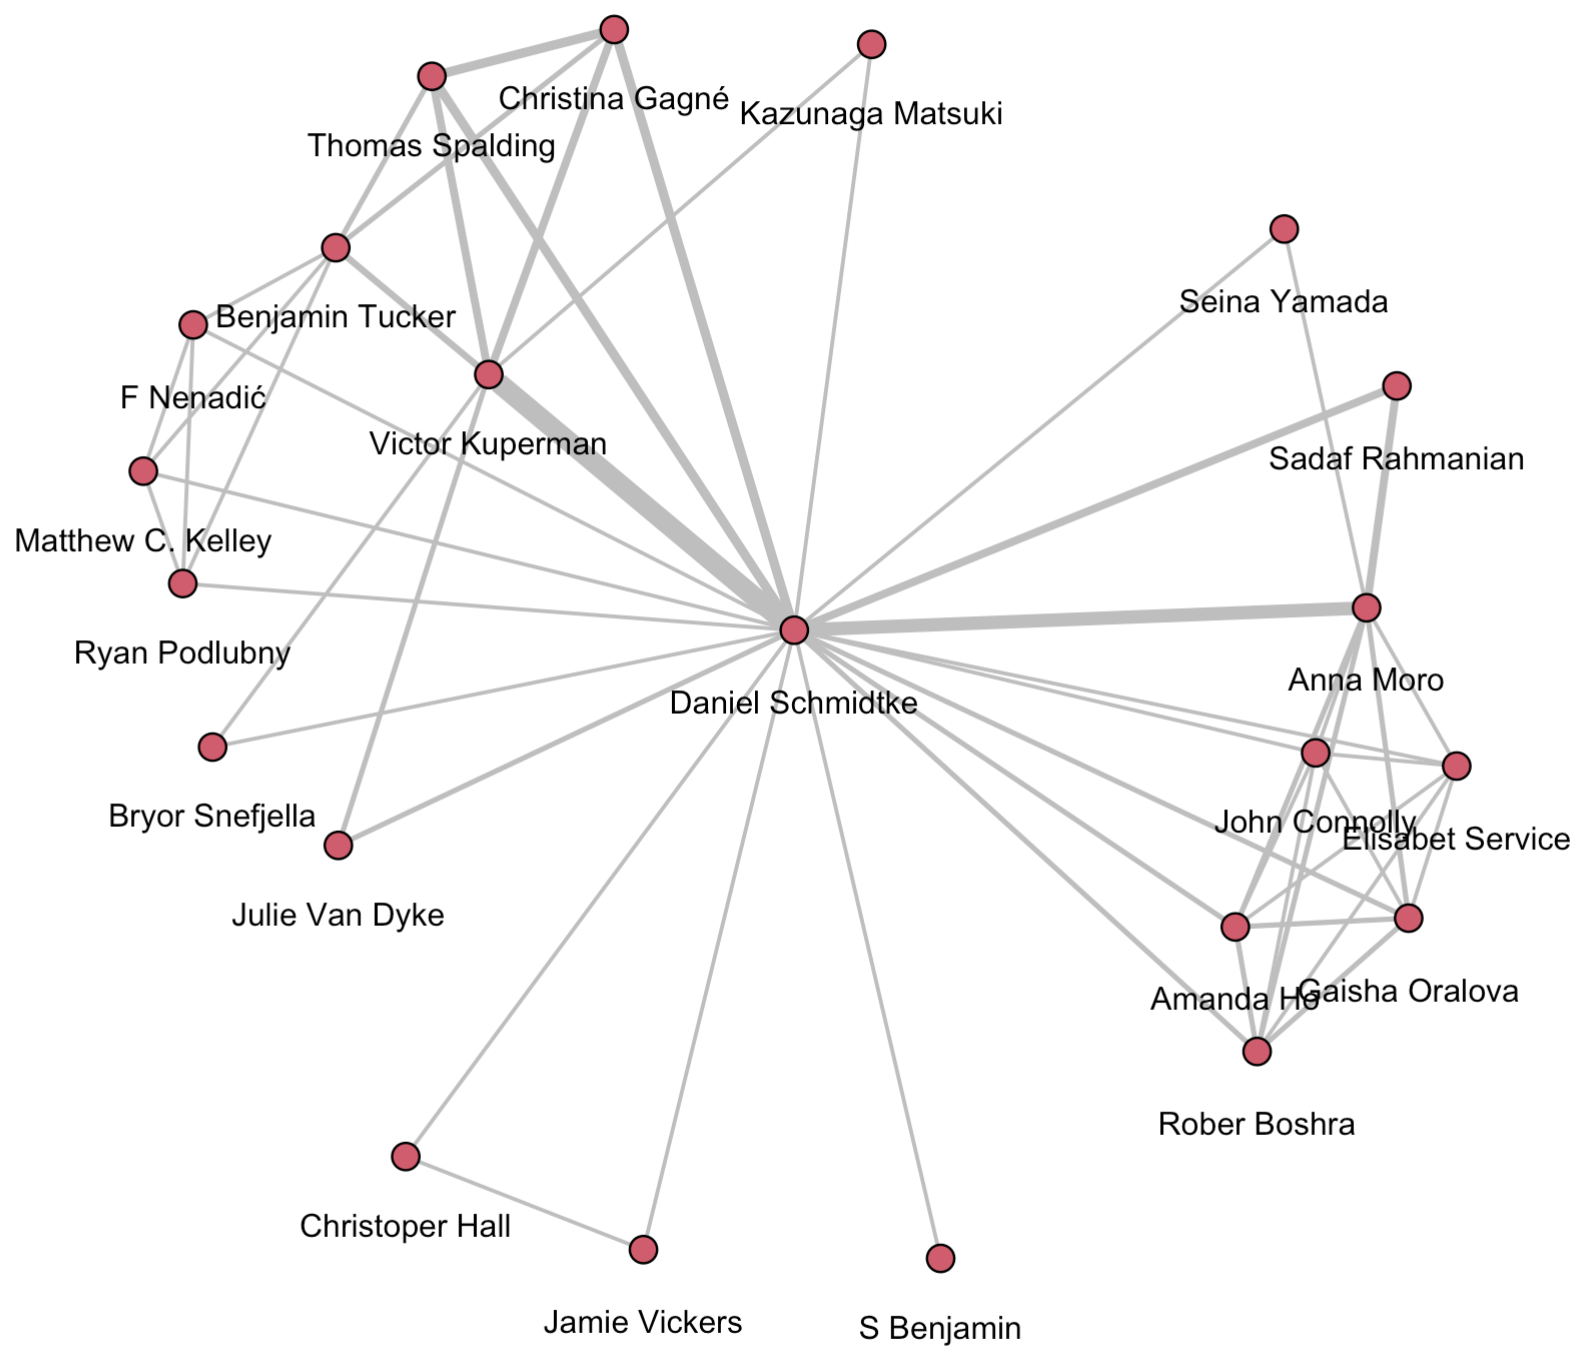 Christina Gagné
Kazunaga Matsuki
Thomas Spalding
Seina Yamada
Benjamin Tucker
F Nenadić
Victor Kuperman
Sadaf Rahmanian
Matthew C. Kelley
Ryan Podlubny
Anna Moro
Daniel Schmidtke
Bryor Snefjella
John Connolly
Elisabet Service
Julie Van Dyke
Amanda Ho
Gaisha Oralova
Rober Boshra
Christoper Hall
Jamie Vickers
S Benjamin